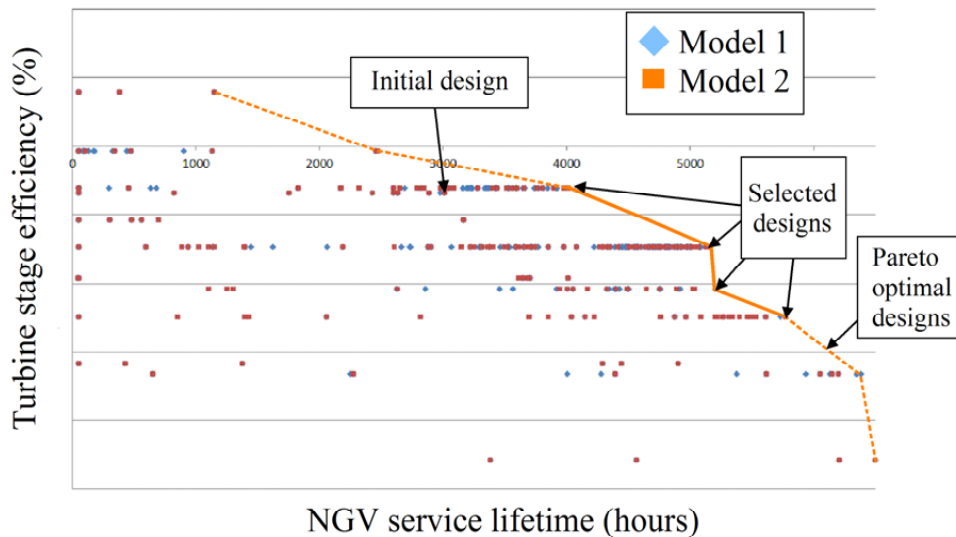 Turbine stage efficiency (%)
Model 1
Model 2
Initial design
0 1000 2000 3000 4000 5000
Selected
designs
Pareto
optimal
designs
NGV service lifetime (hours)